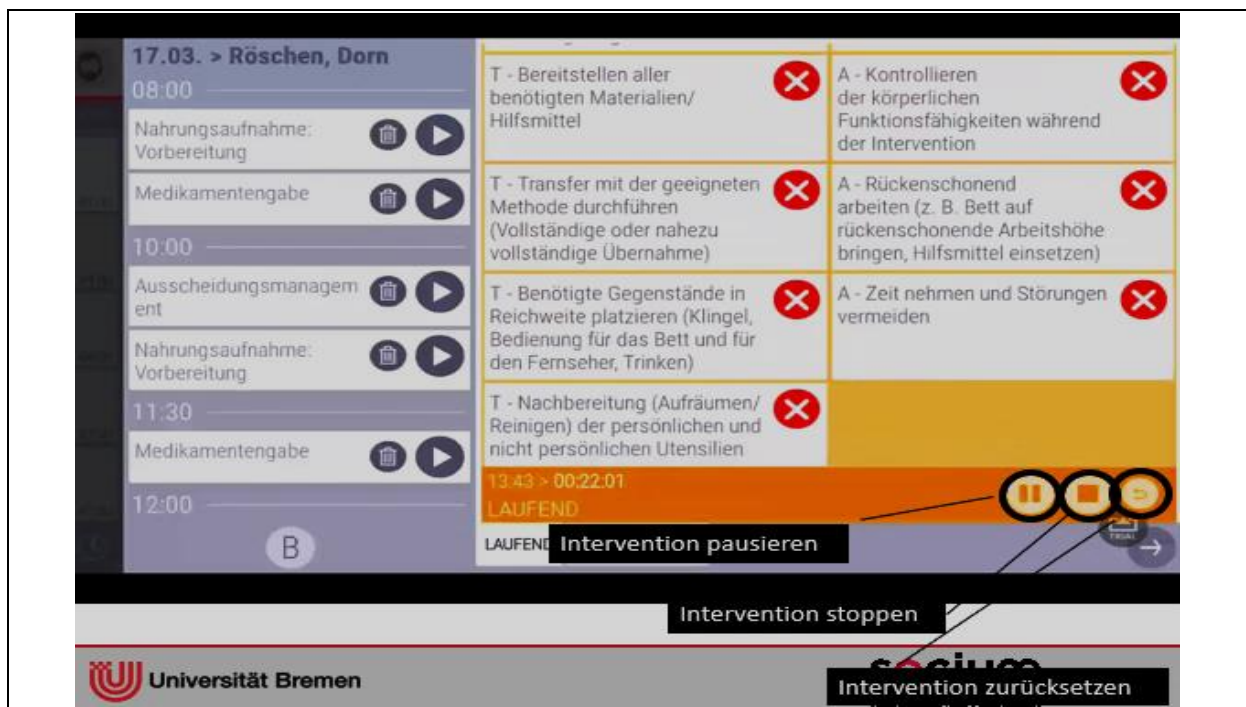 17.03. > Röschen, Dorn
08:00
Nahrungsaufnahme:
Vorbereitung
Medikamentengabe
10:00
Ausscheidungsmanagem
ent
Nahrungsaufnahme:
Vorbereitung
11:30
Medikamentengabe
12:00
B
T - Bereitstellen aller
benötigten Materialien/
Hilfsmittel
A - Kontrollieren
der körperlichen
Funktionsfähigkeiten während
der Intervention
T - Transfer mit der geeigneten
Methode durchführen
(Vollständige oder nahezu
vollständige Übernahme)
A - Rückenschonend
arbeiten (z. B. Bett auf
rückenschonende Arbeitshöhe
bringen, Hilfsmittel einsetzen)
T - Benötigte Gegenstände in
Reichweite platzieren (Klingel,
Bedienung für das Bett und für
den Fernseher, Trinken)
A - Zeit nehmen und Störungen
vermeiden
T - Nachbereitung (Aufräumen/
Reinigen) der persönlichen und
nicht persönlichen Utensilien
13:43 > 00:22:01
LAUFEND
LAUFEND
Intervention pausieren
TRIAL
Intervention stoppen
Universität Bremen
socium
Intervention zurücksetzen